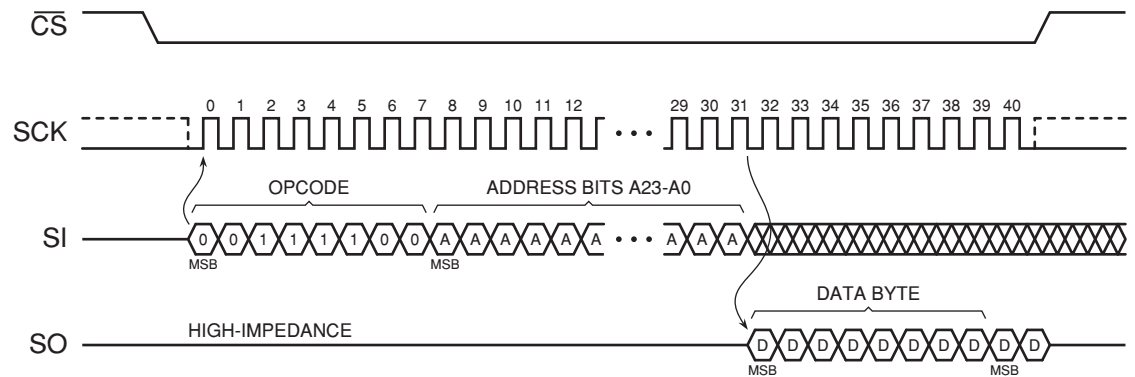 CS
0 1 2 3 4 5 6 7 8 9 10 11 12 29 30 31 32 33 34 35 36 37 38 39 40
SCK
OPCODE ADDRESS BITS A23-A0
SI 0 0 1 1 1 1 0 0 A A A A A A A A A
MSB MSB
DATA BYTE
HIGH-IMPEDANCE
SO D D D D D D D D D D
MSB MSB